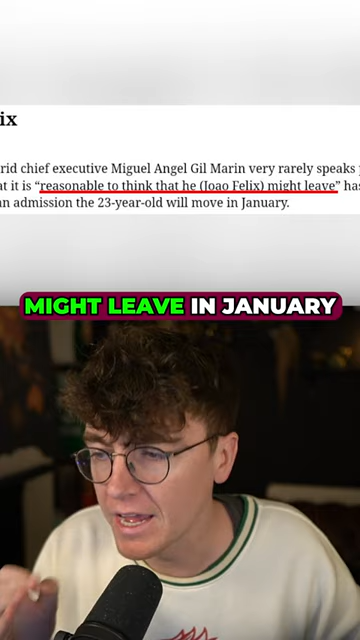 ix
rid chief executive Miguel Angel Gil Marin very rarely speaks
at it is “reasonable to think that he (Joao Felix) might leave” has
an admission the 23-year-old will move in January.
MIGHT LEAVE IN JANUARY